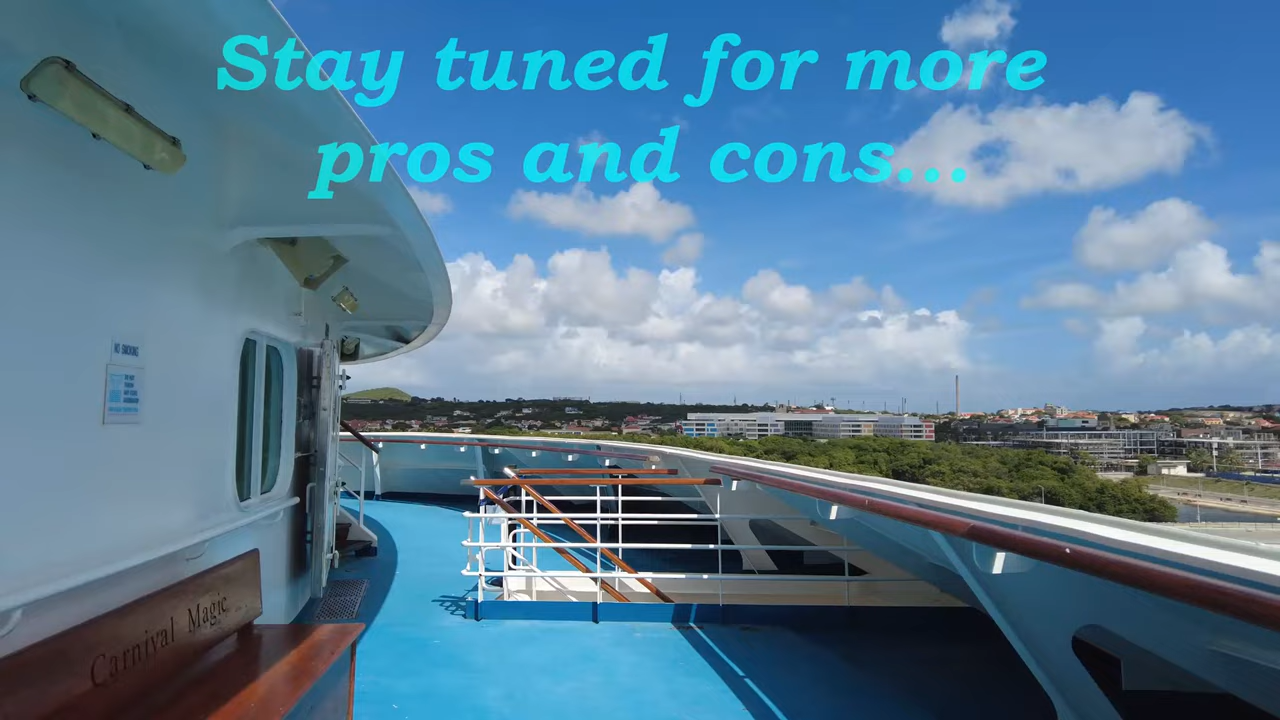 Stay tuned for more
pros and cons...
NO SMOKING
Carnival Magic